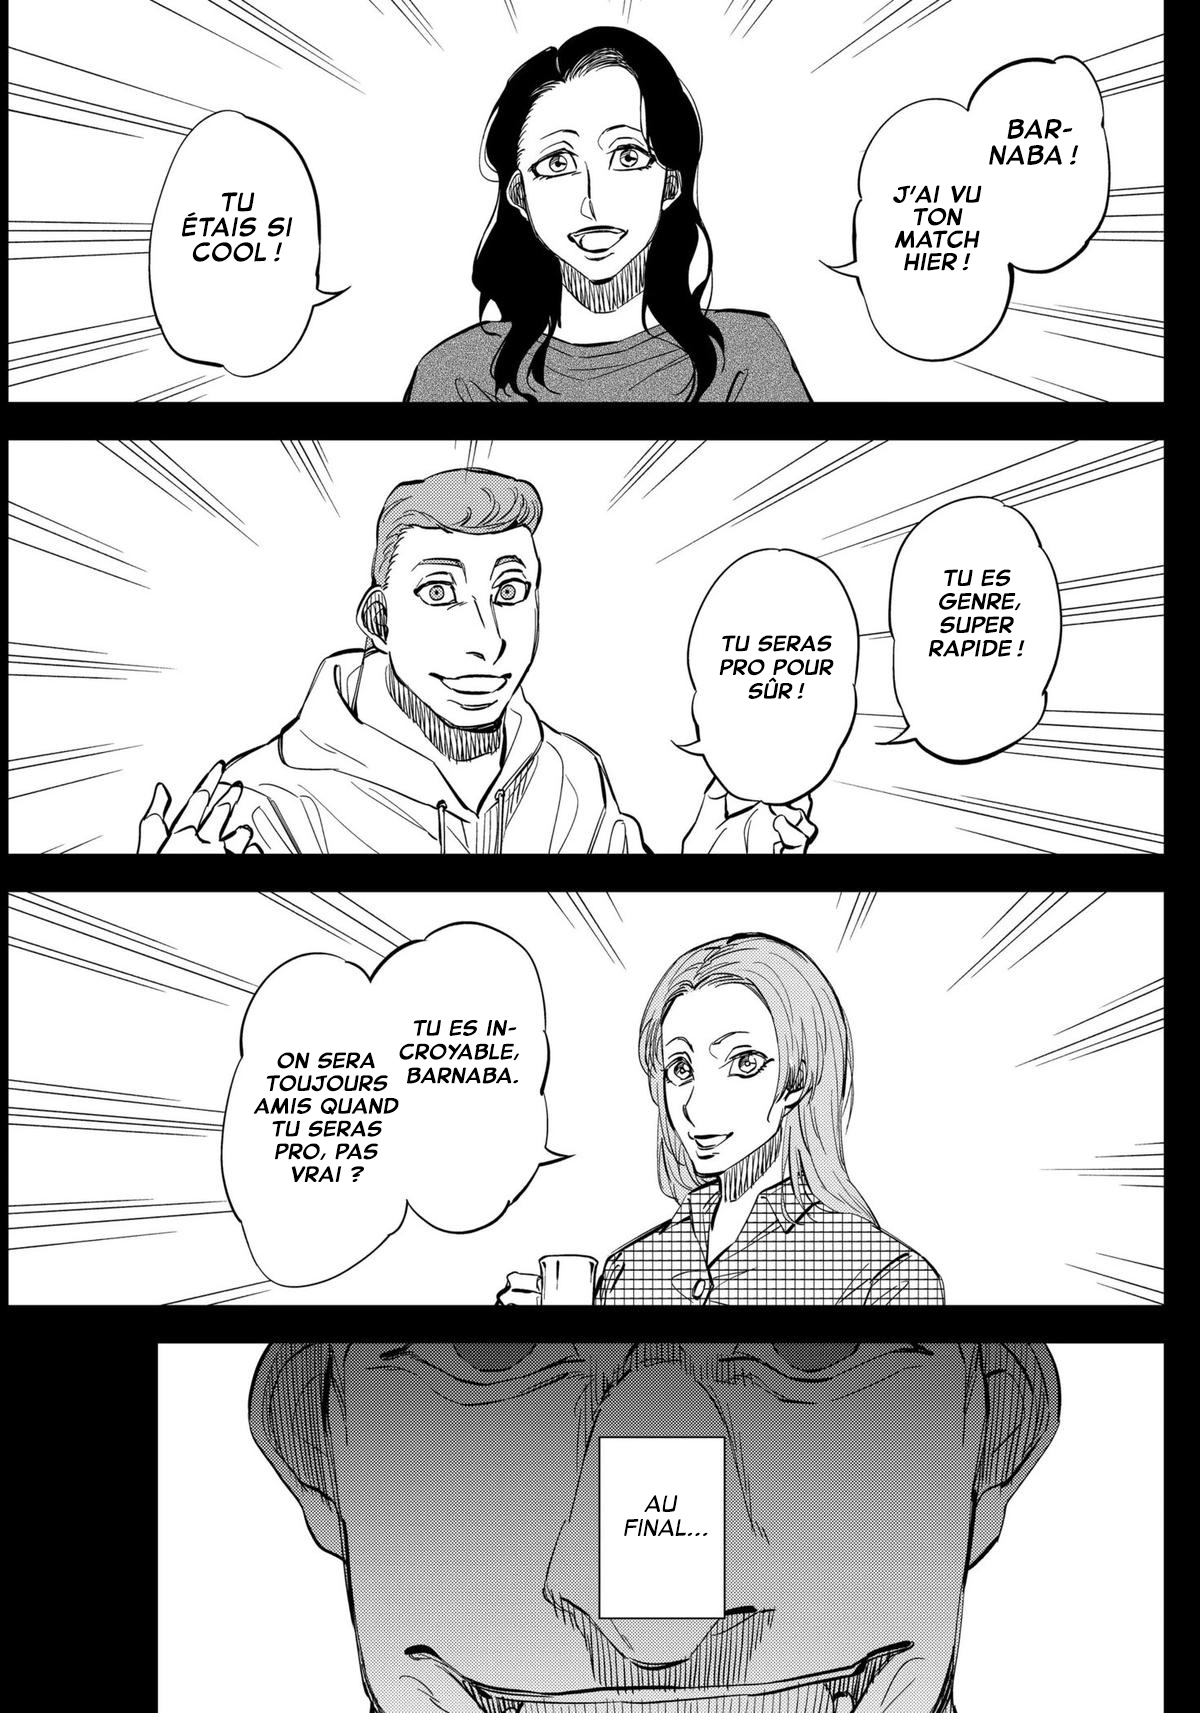 BAR-
NABA !
J'AI VU
TON
MATCH
HIER !
TU
ÉTAIS SI
COOL !
TU ES
GENRE,
SUPER
RAPIDE !
TU SERAS
PRO POUR
SÛR !
TU ES IN-
CROYABLE,
BARNABA.
ON SERA
TOUJOURS
AMIS QUAND
TU SERAS
PRO, PAS
VRAI ?
AU
FINAL...